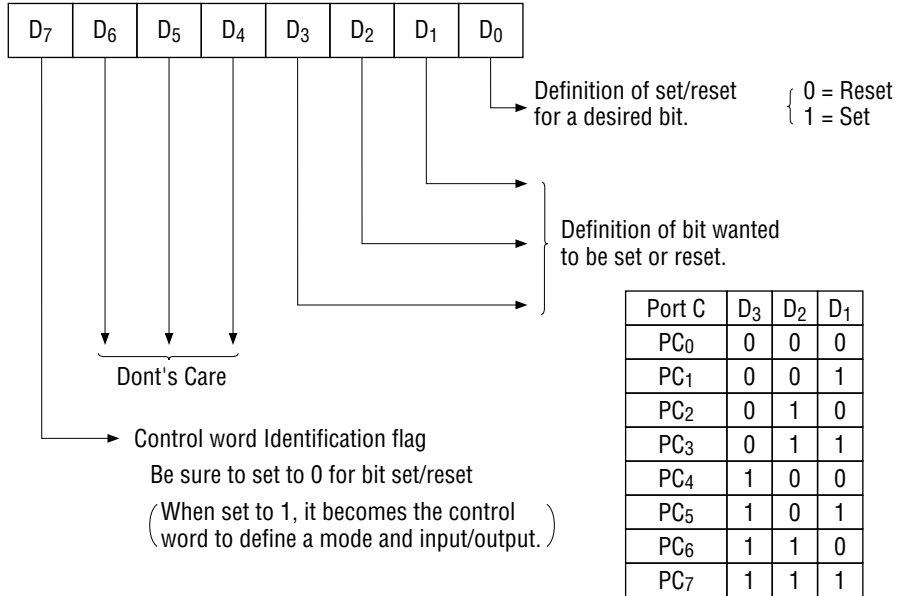 D7 D6 D5 D4 D3 D2 D1 D0
Definition of set/reset
for a desired bit.
0 = Reset
1 = Set
Definition of bit wanted
to be set or reset.
Dont's Care
Control word Identification flag
Be sure to set to 0 for bit set/reset
(When set to 1, it becomes the control
word to define a mode and input/output.)
Port C D3 D2 D1
PC0 0 0 0
PC1 0 0 1
PC2 0 1 0
PC3 0 1 1
PC4 1 0 0
PC5 1 0 1
PC6 1 1 0
PC7 1 1 1